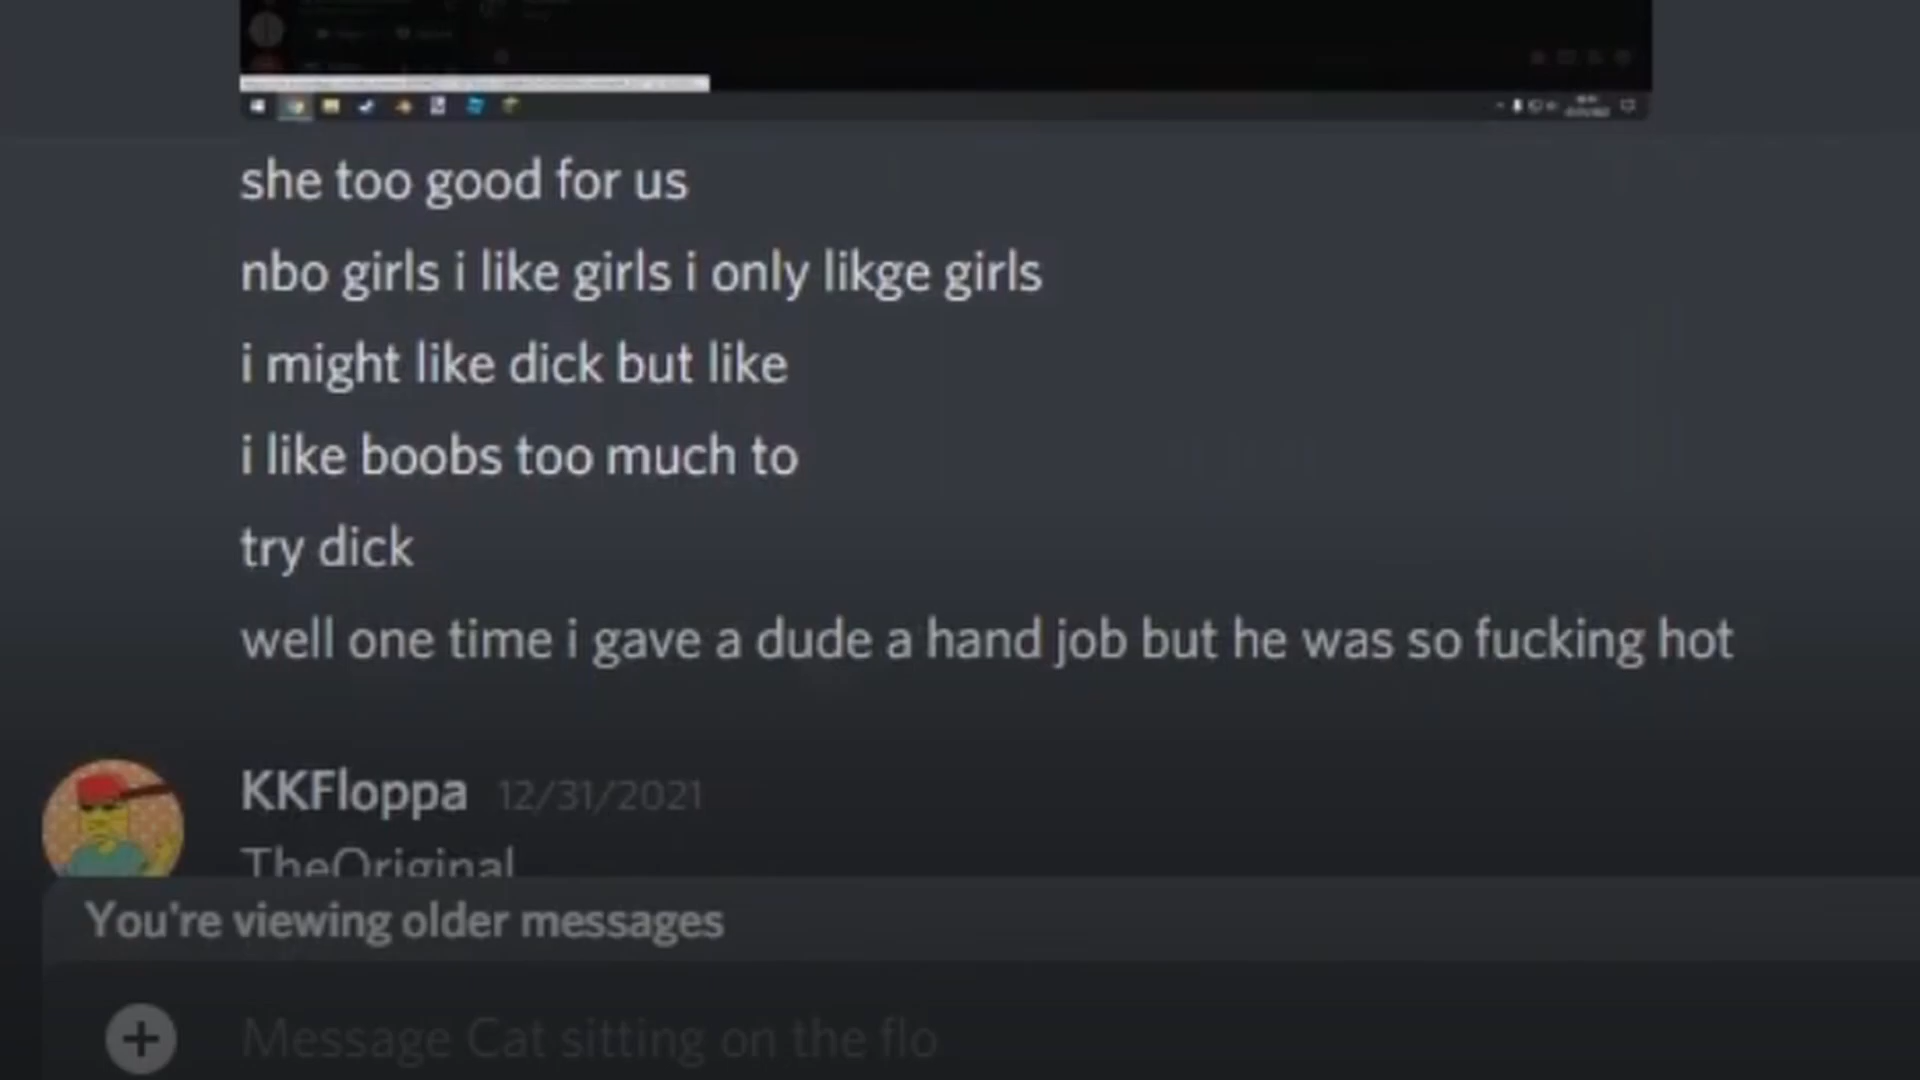 she too good for us
nbo girls i like girls i only likge girls
i might like dick but like
i like boobs too much to
try dick
well one time i gave a dude a hand job but he was so fucking hot
KKFloppa 12/31/2021
TheOriginal
You're viewing older messages
Message Cat sitting on the flo